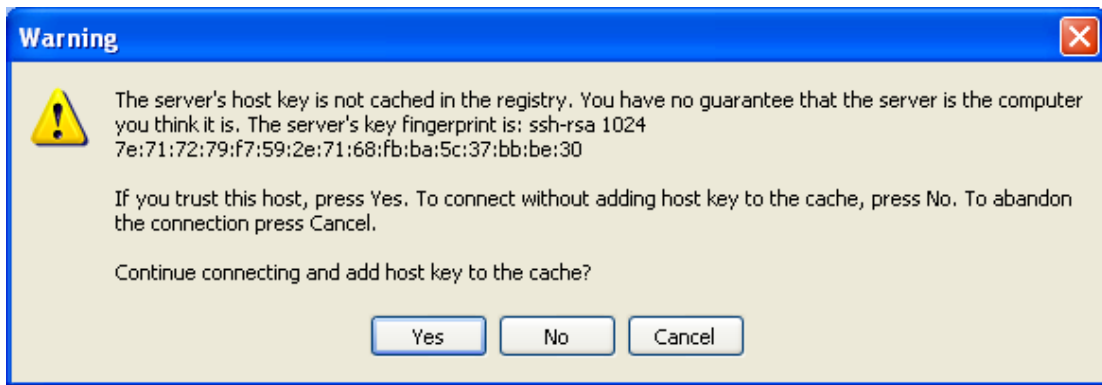 Warning
The server's host key is not cached in the registry. You have no guarantee that the server is the computer
you think it is. The server's key fingerprint is: ssh-rsa 1024
7e:71:72:79:f7:59:2e:71:68:fb:ba:5c:37:bb:be:30
If you trust this host, press Yes. To connect without adding host key to the cache, press No. To abandon
the connection press Cancel.
Continue connecting and add host key to the cache?
Yes No Cancel